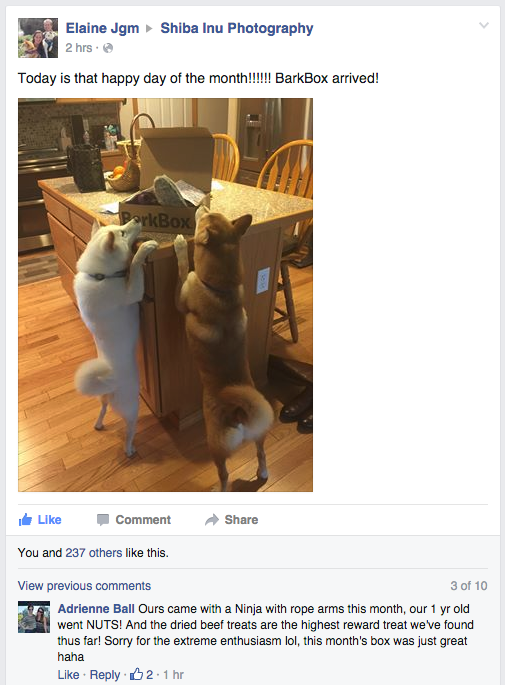 Elaine Jgm ▸ Shiba Inu Photography
2 hrs ·
Today is that happy day of the month!!!!!! BarkBox arrived!
BarkBox
Like Comment Share
You and 237 others like this.
View previous comments 3 of 10
Adrienne Ball Ours came with a Ninja with rope arms this month, our 1 yr old
went NUTS! And the dried beef treats are the highest reward treat we've found
thus far! Sorry for the extreme enthusiasm lol, this month's box was just great
haha
Like · Reply · 2 · 1 hr